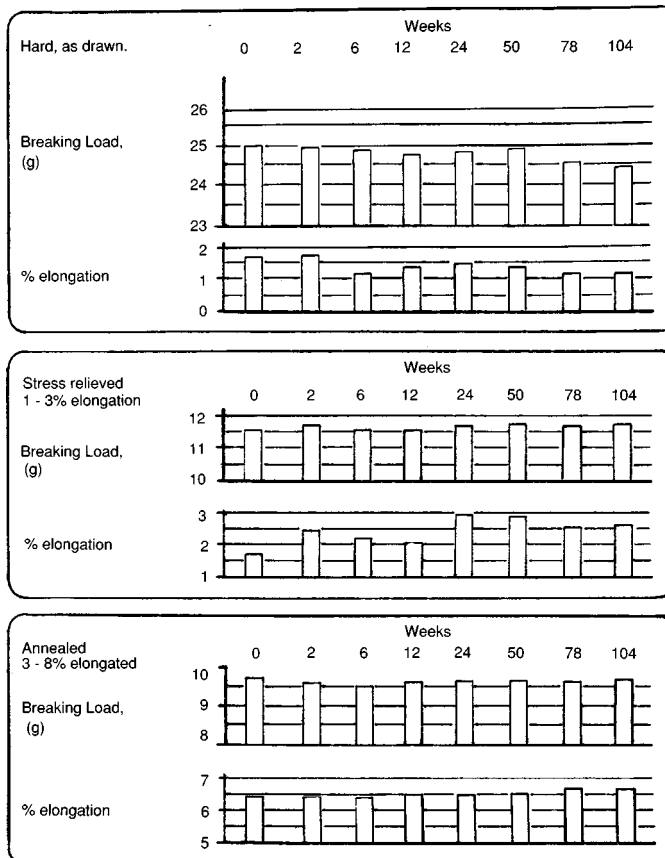 Weeks
Hard, as drawn.
0 2 6 12 24 50 78 104
26
Breaking Load,
(g)
25
24
23
2
% elongation
1
0
Weeks
Stress relieved
1 - 3% elongation
0 2 6 12 24 50 78 104
12
Breaking Load,
(g)
11
10
3
% elongation
2
1
Weeks
Annealed
3 - 8% elongated
0 2 6 12 24 50 78 104
10
Breaking Load,
(g)
9
8
7
% elongation
6
5